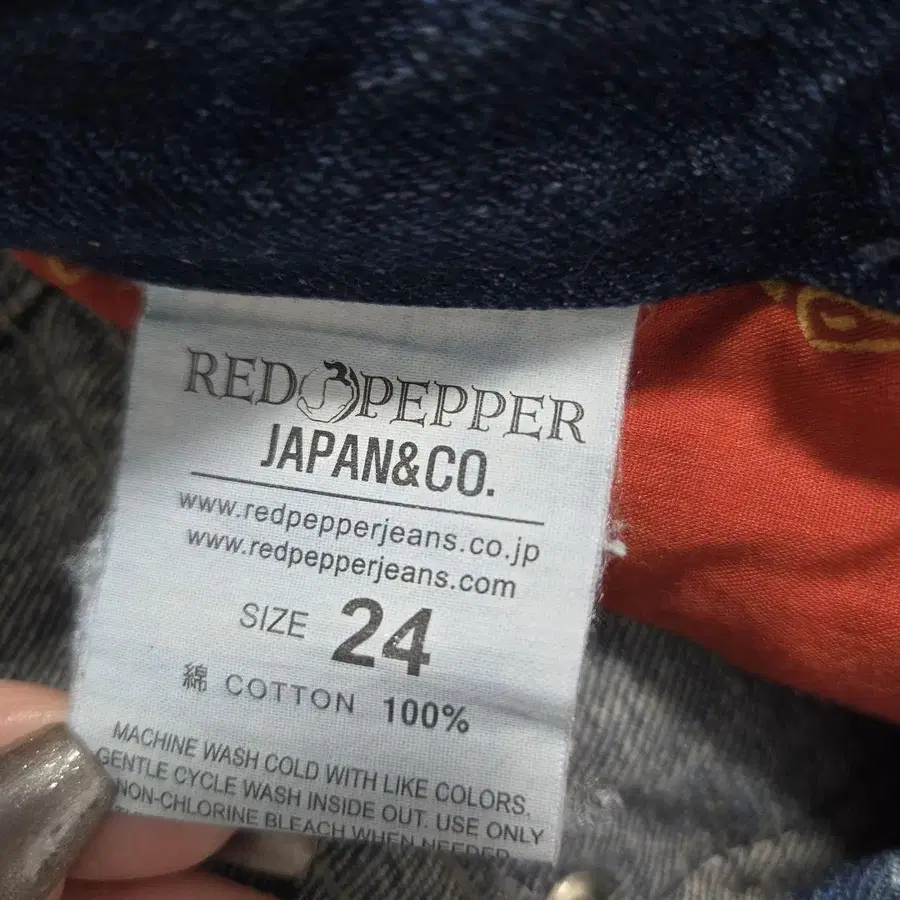 RED PEPPER
JAPAN&CO.
www.redpepperjeans.co.jp
www.redpepperjeans.com
SIZE 24
綿 COTTON 100%
MACHINE WASH COLD WITH LIKE COLORS.
GENTLE CYCLE WASH INSIDE OUT. USE ONLY
NON-CHLORINE BLEACH WHEN NEEDED